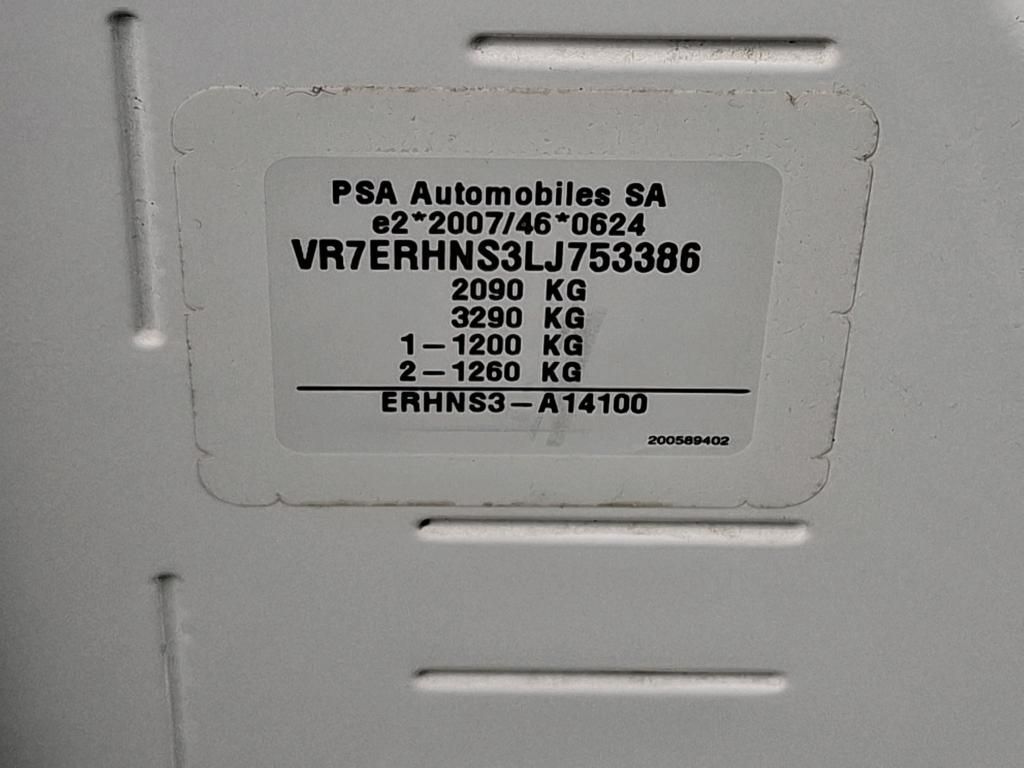 PSA Automobiles SA
e2*2007/46*0624
VR7ERHNS3LJ753386
2090 KG
3290 KG
1-1200 KG
2-1260 KG
ERHNS3-A14100
200589402